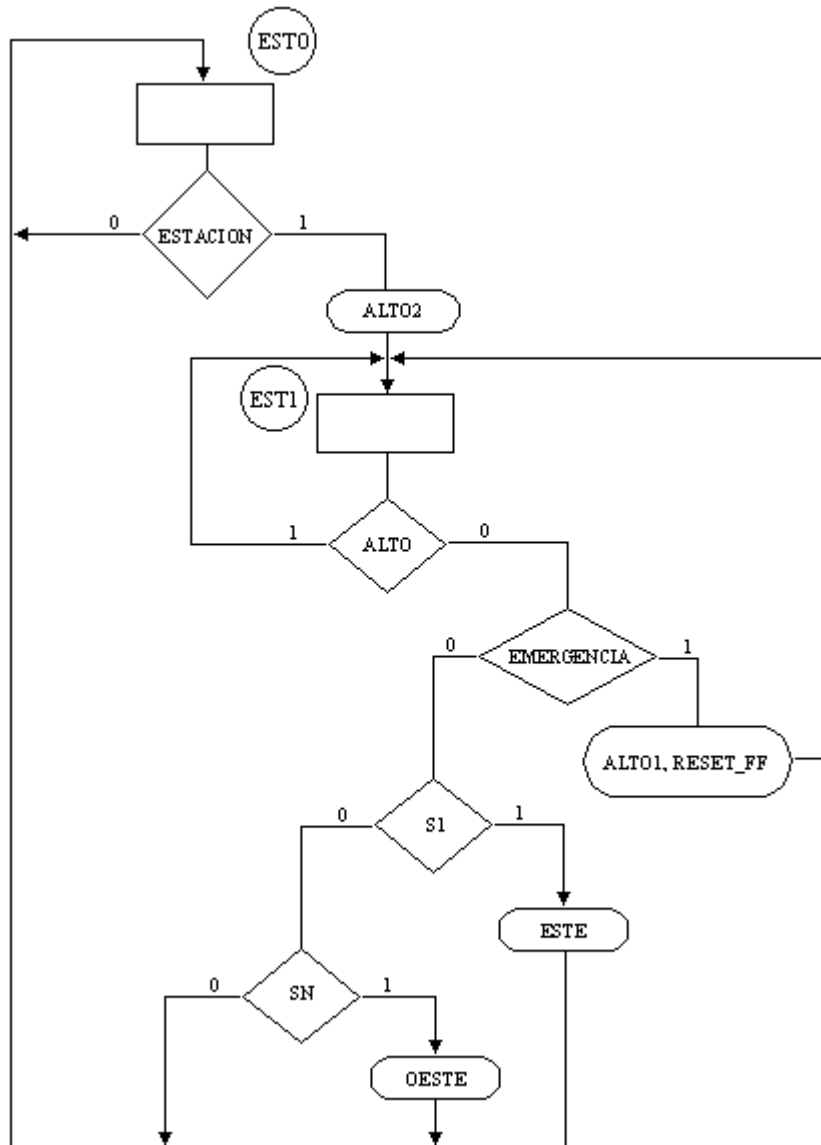 EST0
0
1
ESTACION
ALTO2
EST1
1
ALTO
0
0
EMERGENCIA
1
ALTO1, RESET_FF
0
S1
1
ESTE
0
SN
1
OESTE